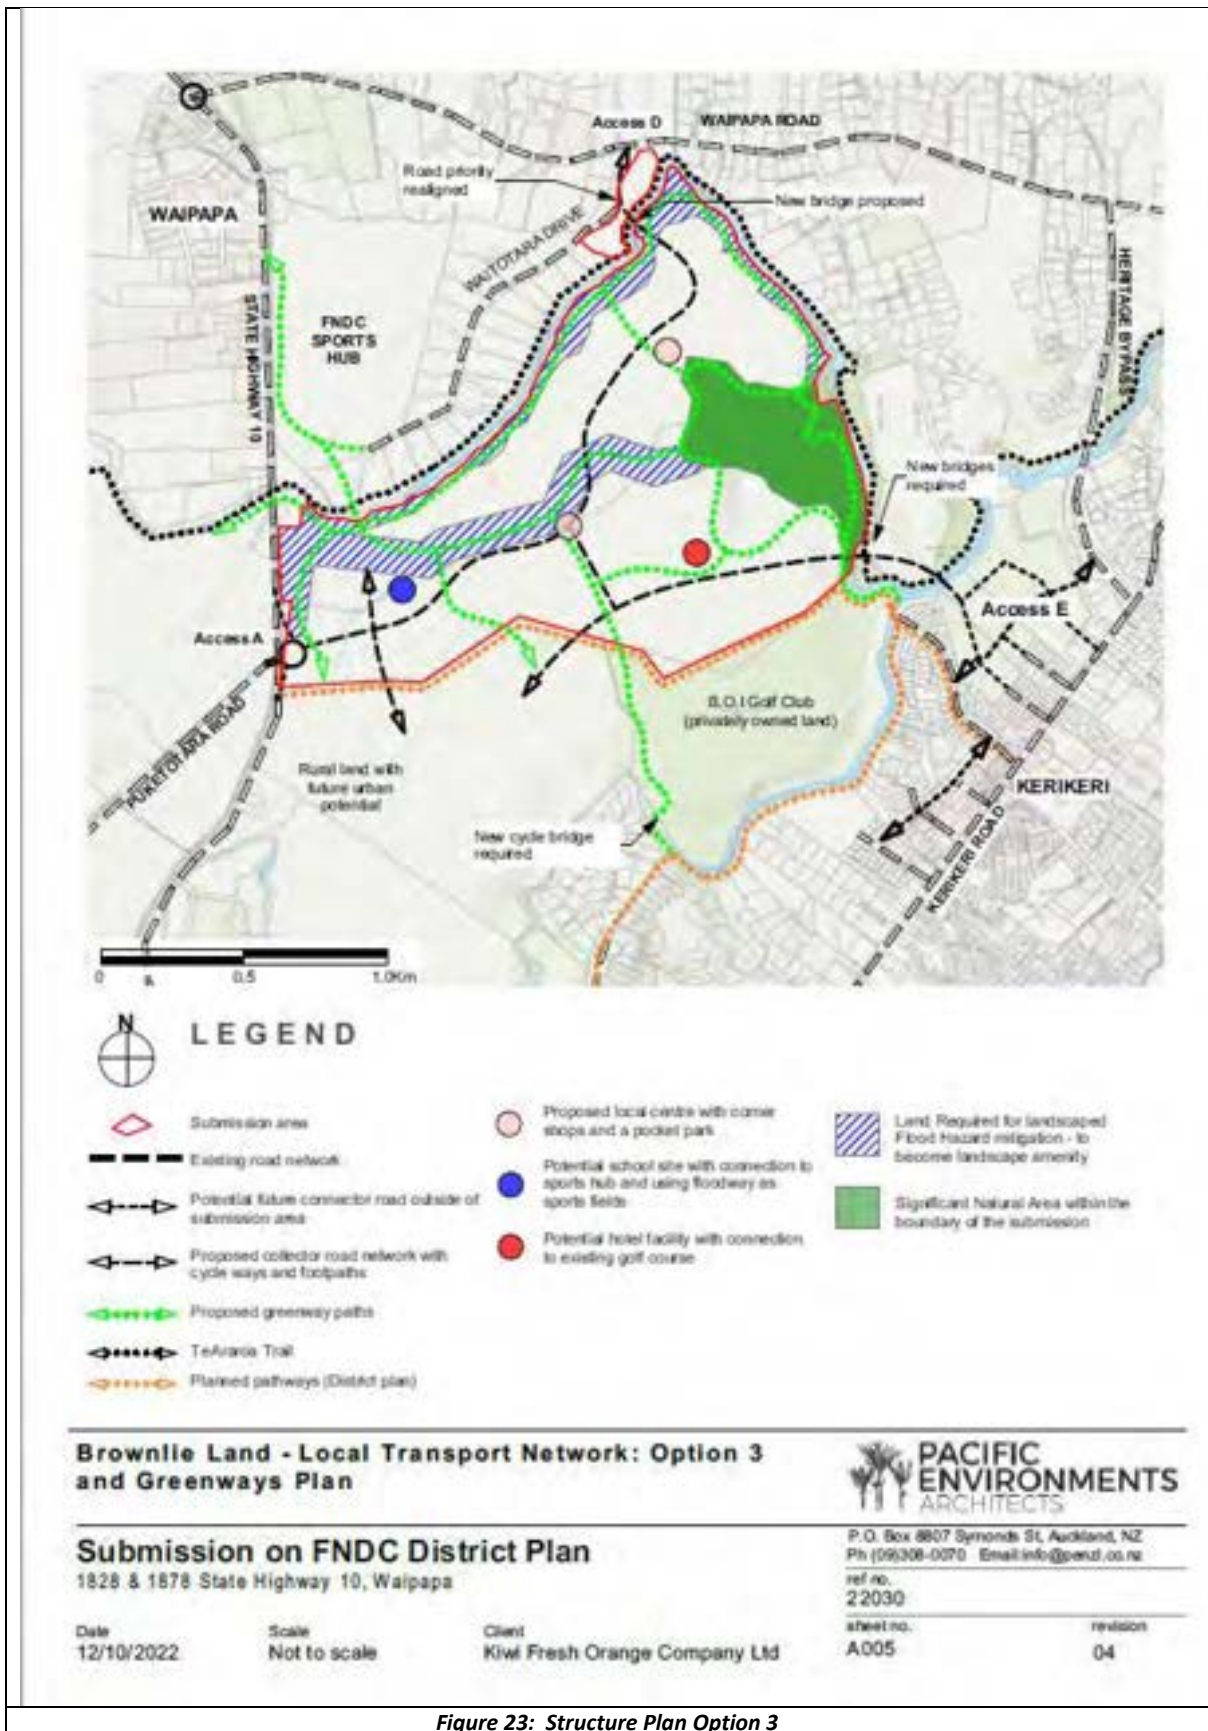 Access D
WAIPAPA ROAD
Road priority
realigned
WAIPAPA
New bridge proposed
WAITOTARA DRIVE
HERITAGE BYPASS
STATE HIGHWAY 10
FNDC
SPORTS
HUB
New bridges
required
Access A
Access E
PUKETOTARA ROAD
B.O.I Golf Club
(privately owned land)
Rural land with
future urban
potential
KERIKERI
New cycle bridge
required
KERIKERI ROAD
0 0.5 1.0Km
N
LEGEND
Submission area
Existing road network
Potential future connector road outside of
submission area
Proposed collector road network with
cycle ways and footpaths
Proposed greenway paths
TeAraroa Trail
Planned pathways (District plan)
Proposed local centre with corner
shops and a pocket park
Potential school site with connection to
sports hub and using floodway as
sports fields
Potential hotel facility with connection
to existing golf course
Land Required for landscaped
Flood Hazard mitigation - to
become landscape amenity
Significant Natural Area within the
boundary of the submission
Brownlie Land - Local Transport Network: Option 3
and Greenways Plan
PACIFIC
ENVIRONMENTS
ARCHITECTS
Submission on FNDC District Plan
1828 & 1878 State Highway 10, Waipapa
P.O. Box 6807 Symonds St, Auckland, NZ
Ph (09)308-0070 Email:info@penzl.co.nz
ref no.
22030
Date
12/10/2022
Scale
Not to scale
Client
Kiwi Fresh Orange Company Ltd
sheet no.
A005
revision
04
Figure 23: Structure Plan Option 3